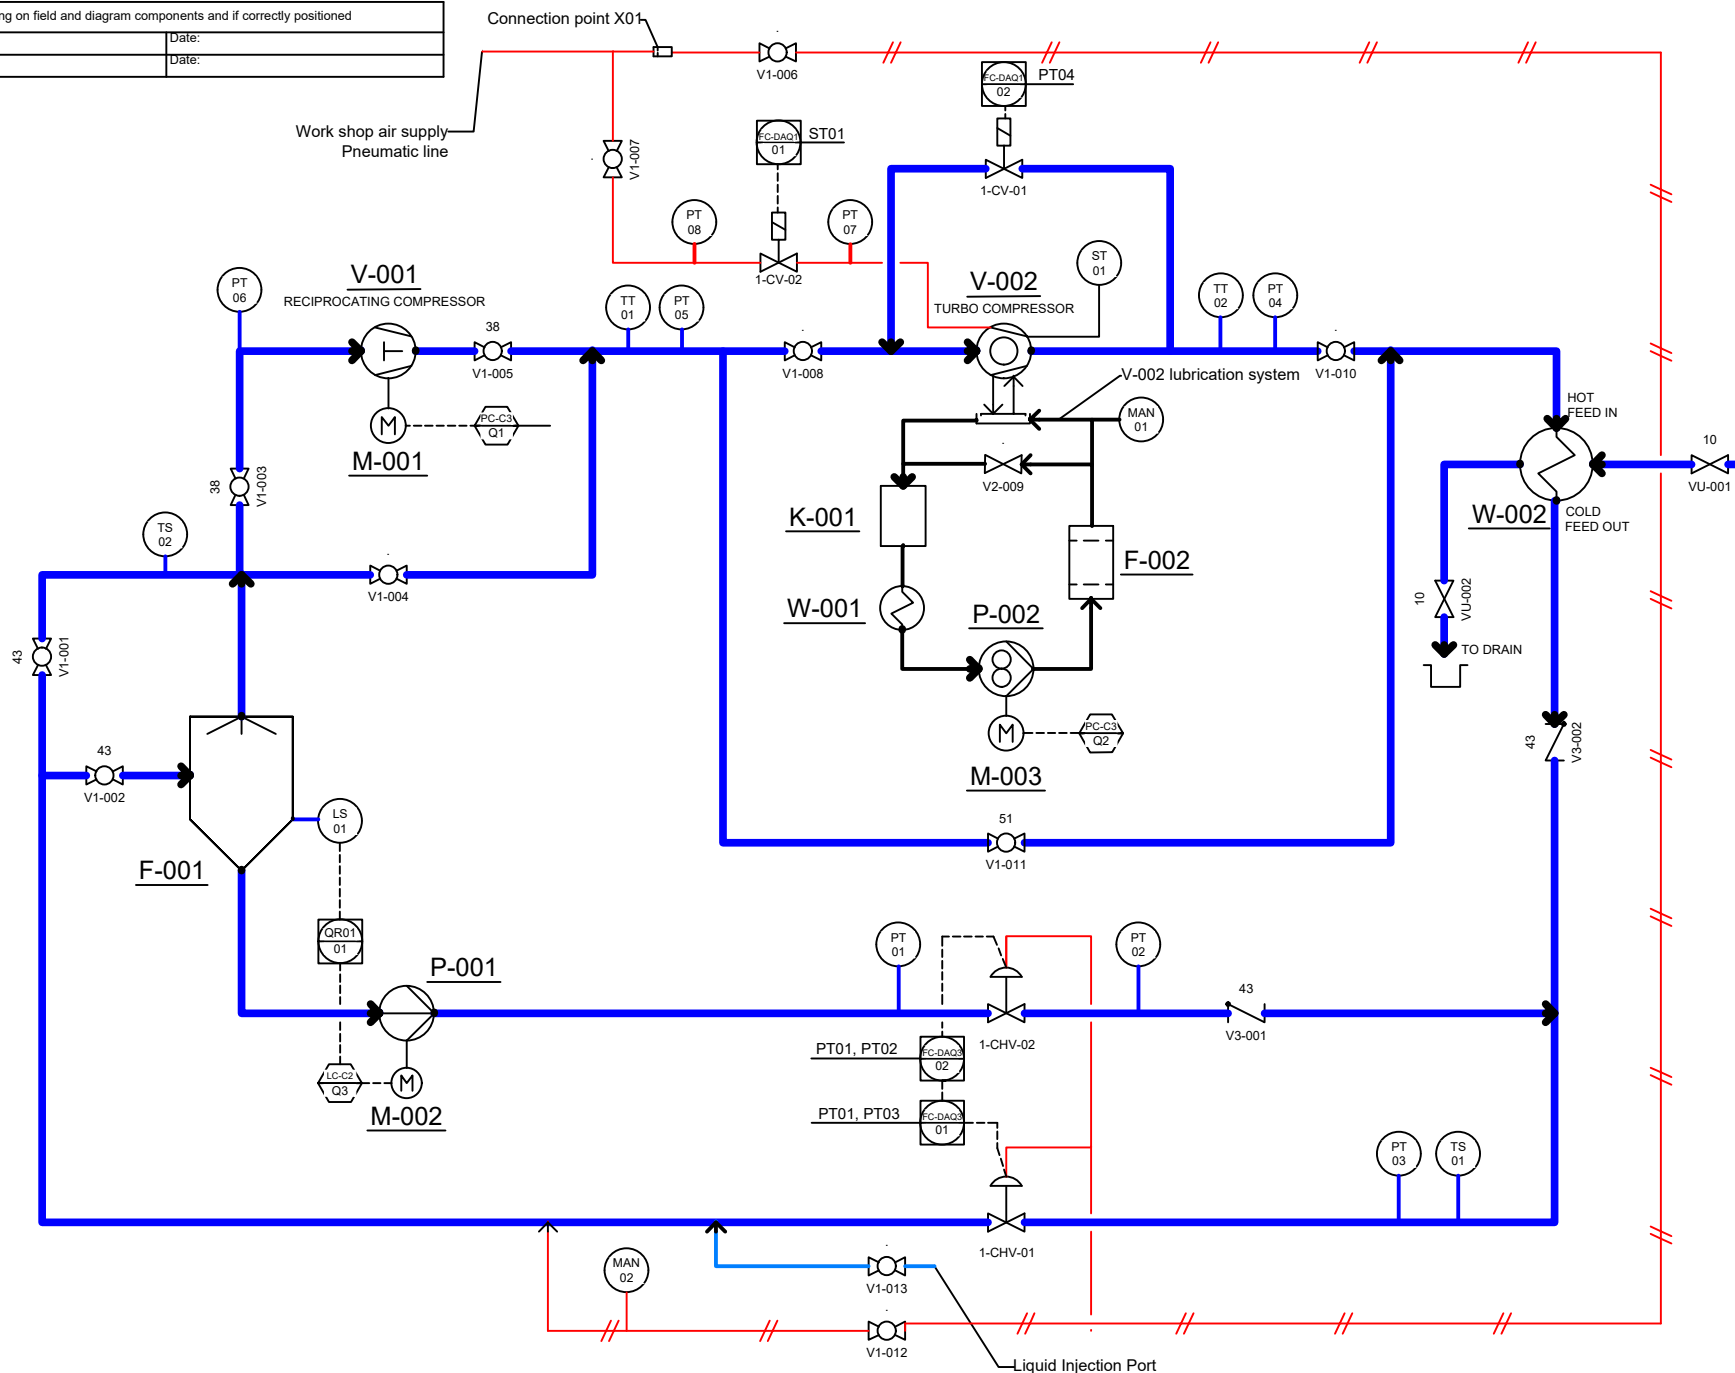 ng on field and diagram components and if correctly positioned
Date:
Date:
Connection point X01
V1-006
FC-DAQ1
02
PT04
Work shop air supply
Pneumatic line
V1-007
FC-DAQ1
01
ST01
1-CV-01
PT
08
PT
07
1-CV-02
ST
01
PT
06
V-001
RECIPROCATING COMPRESSOR
TT
01
PT
05
V-002
TURBO COMPRESSOR
TT
02
PT
04
38
V1-005
V1-008
V1-010
V-002 lubrication system
HOT
FEED IN
M
PC-C3
Q1
M-001
MAN
01
10
VU-001
38
V1-003
V2-009
W-002
COLD
FEED OUT
K-001
TS
02
F-002
V1-004
W-001
P-002
10
VU-002
TO DRAIN
43
V1-001
M
PC-C3
Q2
M-003
43
V3-002
43
V1-002
LS
01
51
V1-011
F-001
QR01
01
P-001
PT
01
PT
02
43
V3-001
1-CHV-02
PT01, PT02
FC-DAQ3
02
LC-C2
Q3
M
M-002
PT01, PT03
FC-DAQ3
01
PT
03
TS
01
1-CHV-01
MAN
02
V1-013
V1-012
Liquid Injection Port